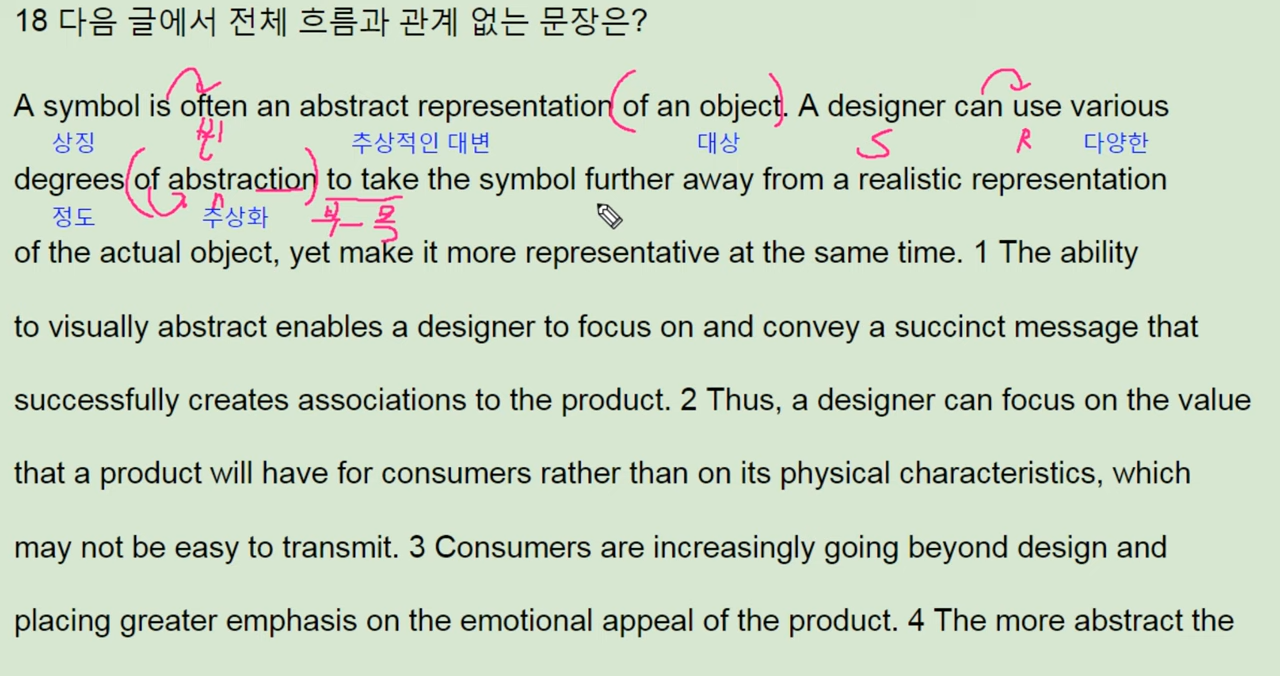 18 다음 글에서 전체 흐름과 관계 없는 문장은?
A symbol is often an abstract representation of an object. A designer can use various
상징 빈 추상적인 대변 대상 S 다양한
degrees of abstraction to take the symbol further away from a realistic representation
정도 추상화 부 목
of the actual object, yet make it more representative at the same time. 1 The ability
to visually abstract enables a designer to focus on and convey a succinct message that
successfully creates associations to the product. 2 Thus, a designer can focus on the value
that a product will have for consumers rather than on its physical characteristics, which
may not be easy to transmit. 3 Consumers are increasingly going beyond design and
placing greater emphasis on the emotional appeal of the product. 4 The more abstract the